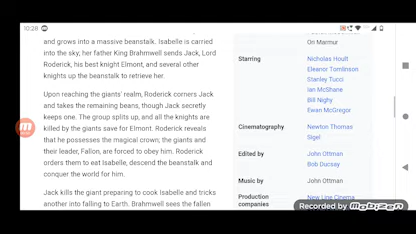 10:28
and grows into a massive beanstalk. Isabelle is carried
into the sky, her father King Brahmwell sends Jack, Lord
Roderick, his best knight Elmont, and several other
knights up the beanstalk to retrieve her.
Upon reaching the giants' realm, Roderick corners Jack
and takes the remaining beans, though Jack secretly
keeps one. The group splits up, and all the knights are
killed by the giants save for Elmont. Roderick reveals
that he possesses the magical crown; the giants and
their leader, Fallon, are forced to obey him. Roderick
orders them to eat Isabelle, descend the beanstalk and
conquer the world for him.
Jack kills the giant preparing to cook Isabelle and tricks
another into falling to Earth. Brahmwell sees the fallen
Ori Marmur
Starring
Nicholas Hoult
Eleanor Tomlinson
Stanley Tucci
Ian McShane
Bill Nighy
Ewan McGregor
Cinematography
Newton Thomas
Sigel
Edited by
John Ottman
Bob Ducsay
Music by
John Ottman
Production
companies
New Line Cinema
Recorded by Mobizen